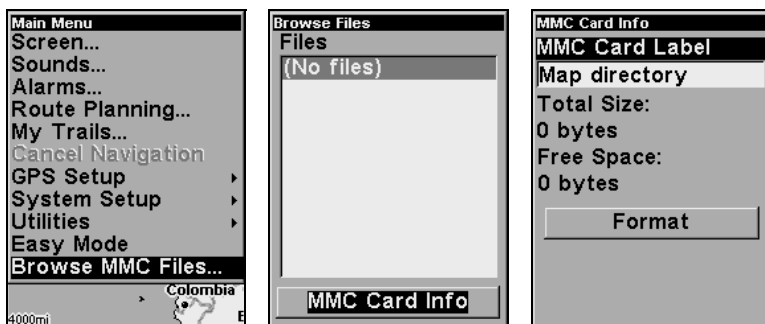 Main Menu
Screen...
Sounds...
Alarms...
Route Planning...
My Trails...
Cancel Navigation
GPS Setup
System Setup
Utilities
Easy Mode
Browse MMC Files...
Colombia
4000mi
E
Browse Files
Files
(No files)
MMC Card Info
MMC Card Info
MMC Card Label
Map directory
Total Size:
0 bytes
Free Space:
0 bytes
Format